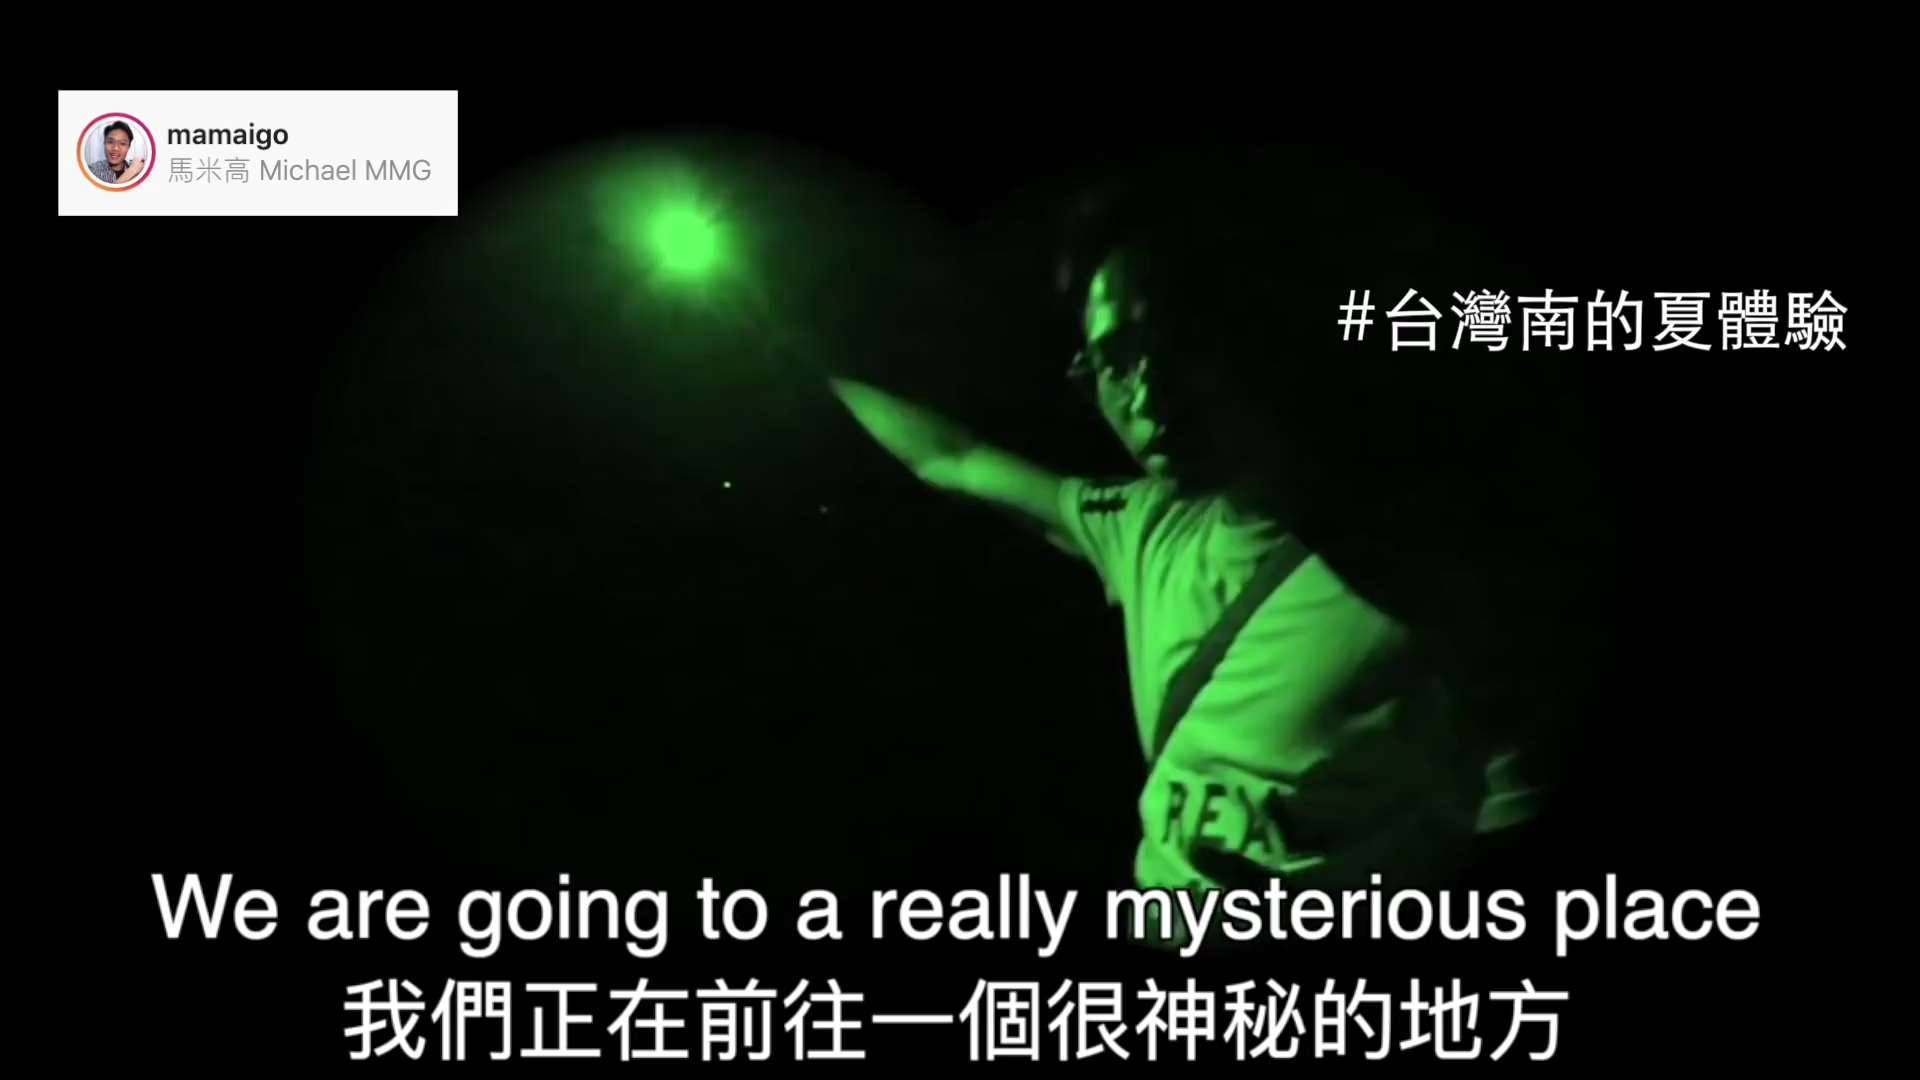 mamaigo
馬米高 Michael MMG
#台灣南的夏體驗
REX
We are going to a really mysterious place
我們正在前往一個很神秘的地方